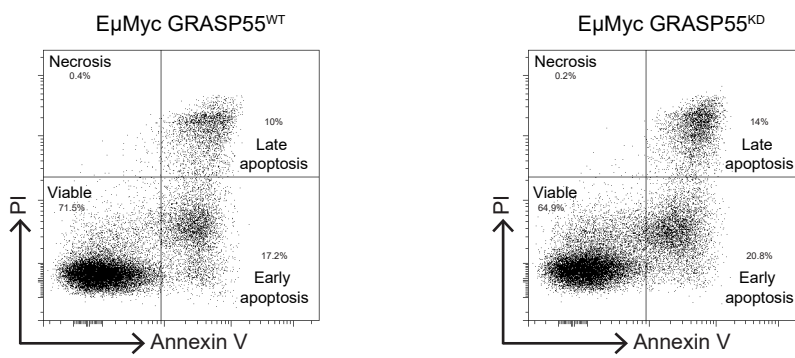 EµMyc GRASP55WT
EµMyc GRASP55KD
Necrosis
0.4%
10%
Late
apoptosis
Viable
71.5%
17.2%
Early
apoptosis
PI
Annexin V
Necrosis
0.2%
14%
Late
apoptosis
Viable
64.9%
20.8%
Early
apoptosis
PI
Annexin V